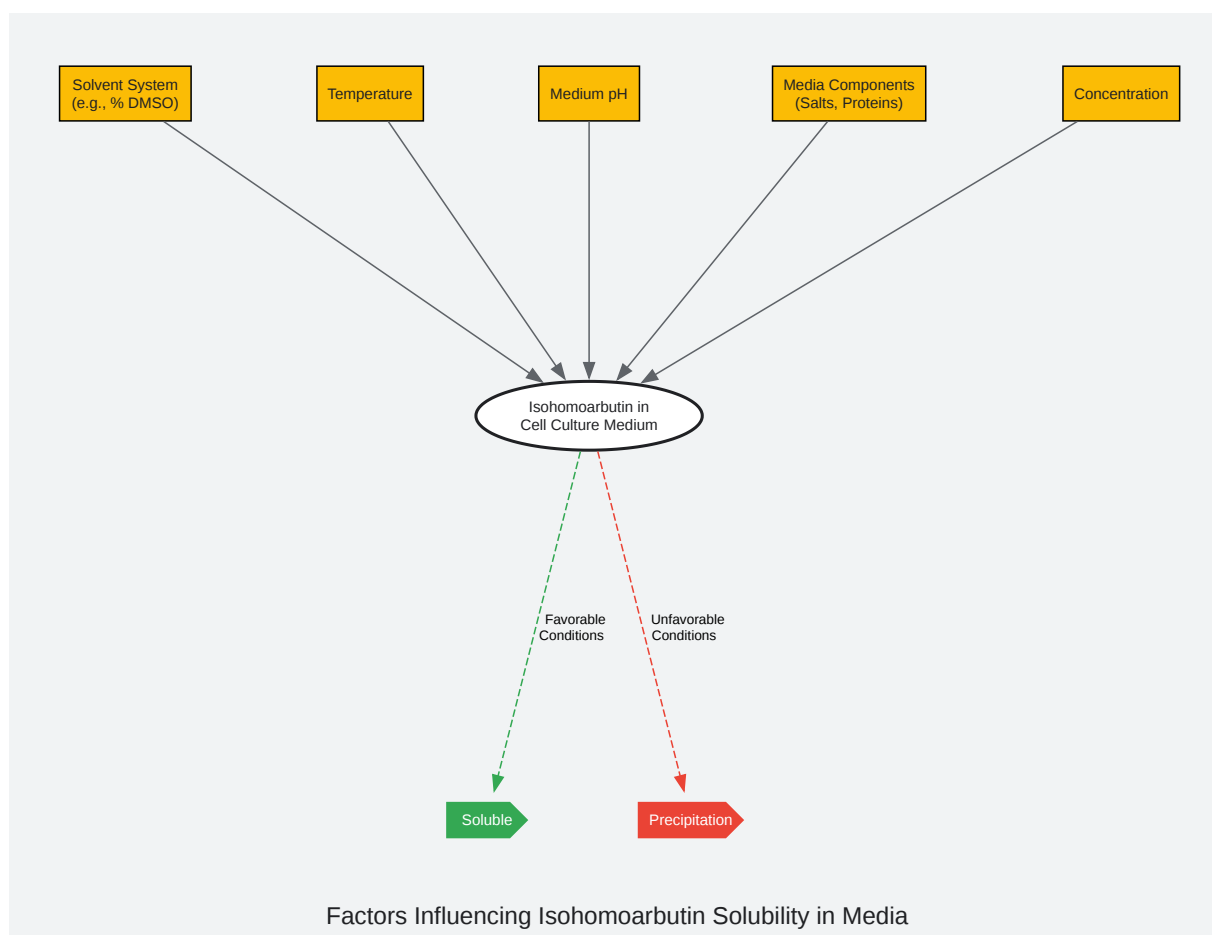 Solvent System
(e.g., % DMSO)
Temperature
Medium pH
Media Components
(Salts, Proteins)
Concentration
Isohomoarbutin in
Cell Culture Medium
Favorable
Conditions
Unfavorable
Conditions
Soluble
Precipitation
Factors Influencing Isohomoarbutin Solubility in Media